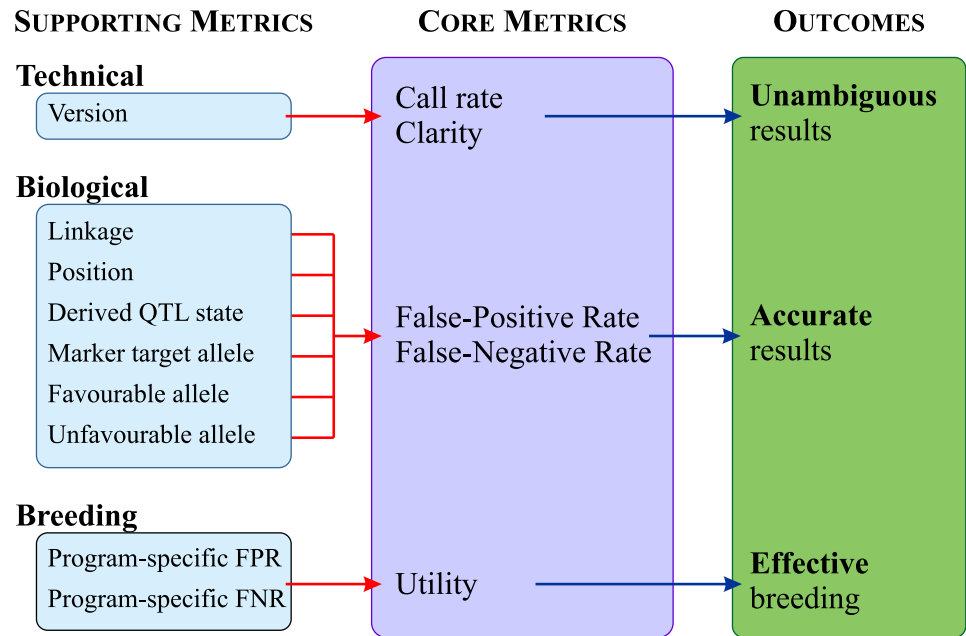 SUPPORTING METRICS
CORE METRICS
OUTCOMES
Technical
Version
Call rate
Clarity
Unambiguous
results
Biological
Linkage
Position
Derived QTL state
Marker target allele
Favourable allele
Unfavourable allele
False-Positive Rate
False-Negative Rate
Accurate
results
Breeding
Program-specific FPR
Program-specific FNR
Utility
Effective
breeding